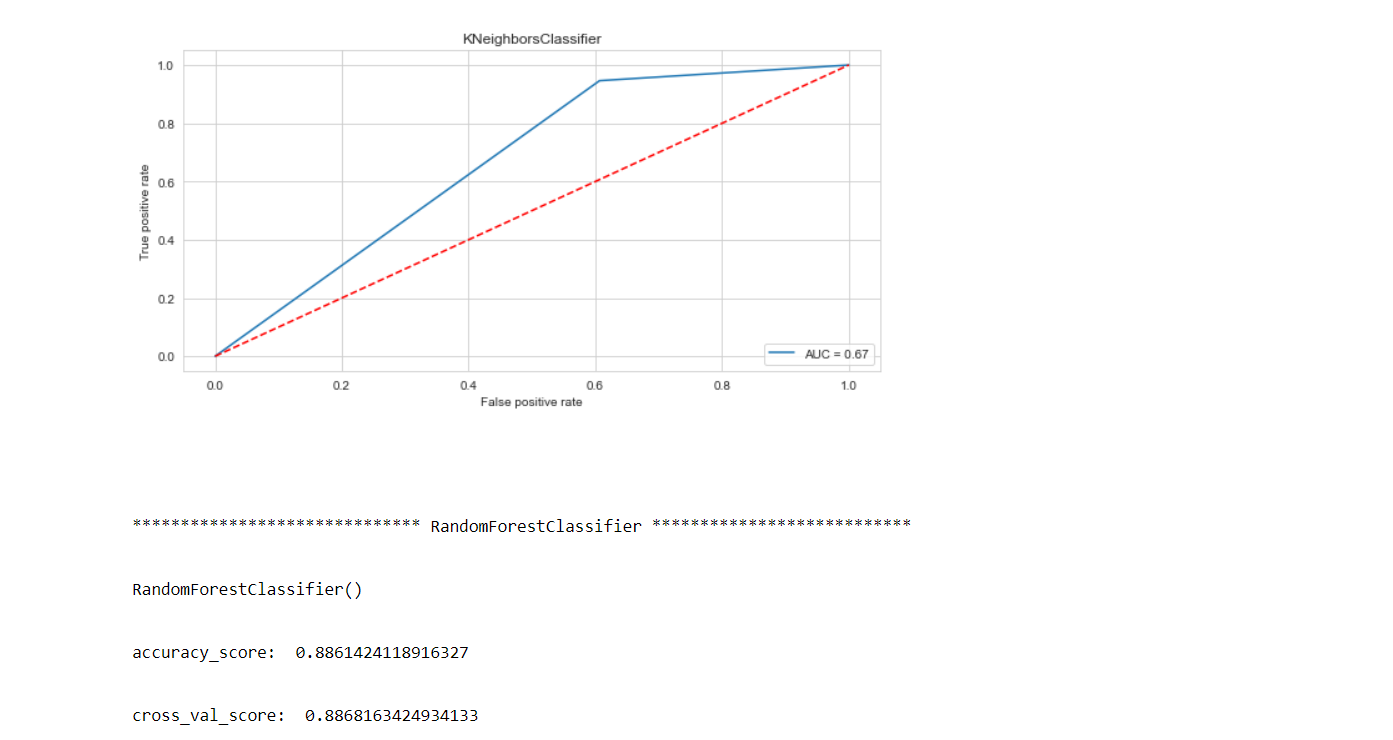 KNeighborsClassifier
1.0
0.8
0.6
0.4
0.2
0.0
True positive rate
AUC = 0.67
0.0 0.2 0.4 0.6 0.8 1.0
False positive rate
****************************** RandomForestClassifier ***************************
RandomForestClassifier()
accuracy_score:  0.8861424118916327
cross_val_score:  0.8868163424934133